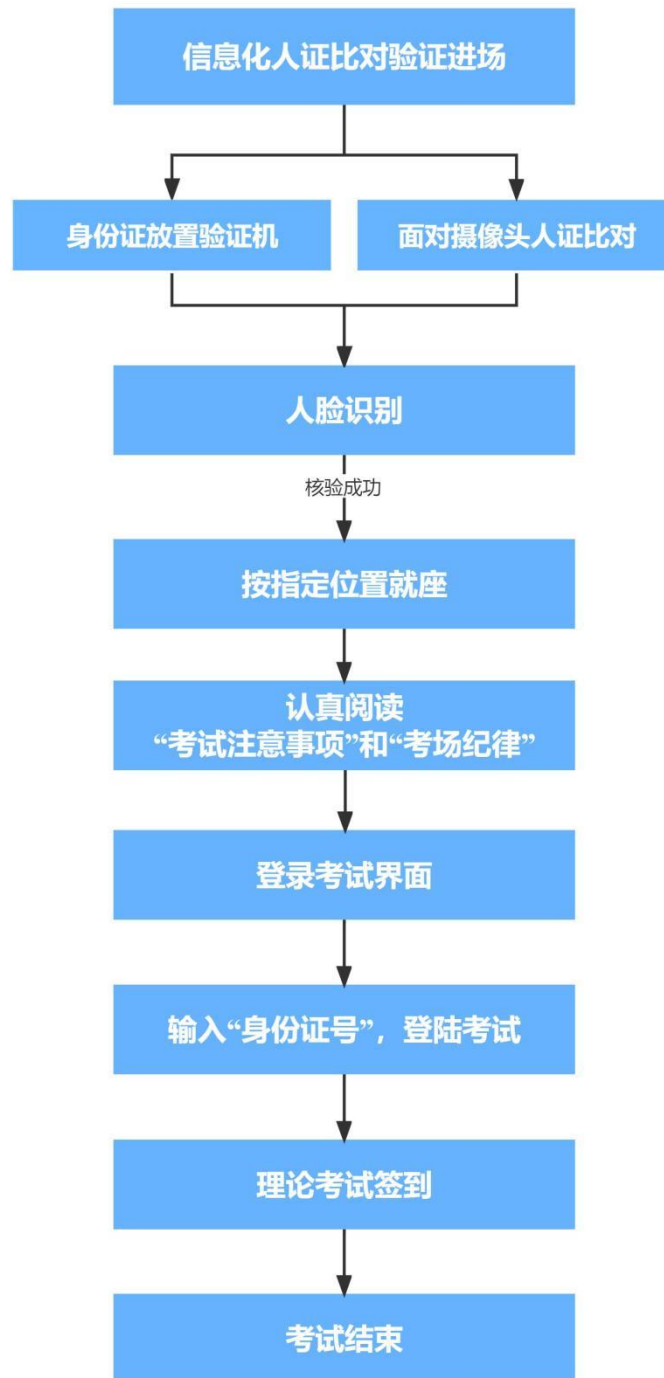 信息化人证比对验证进场
身份证放置验证机
面对摄像头人证比对
人脸识别
核验成功
按指定位置就座
认真阅读
“考试注意事项”和“考场纪律”
登录考试界面
输入“身份证号”，登陆考试
理论考试签到
考试结束